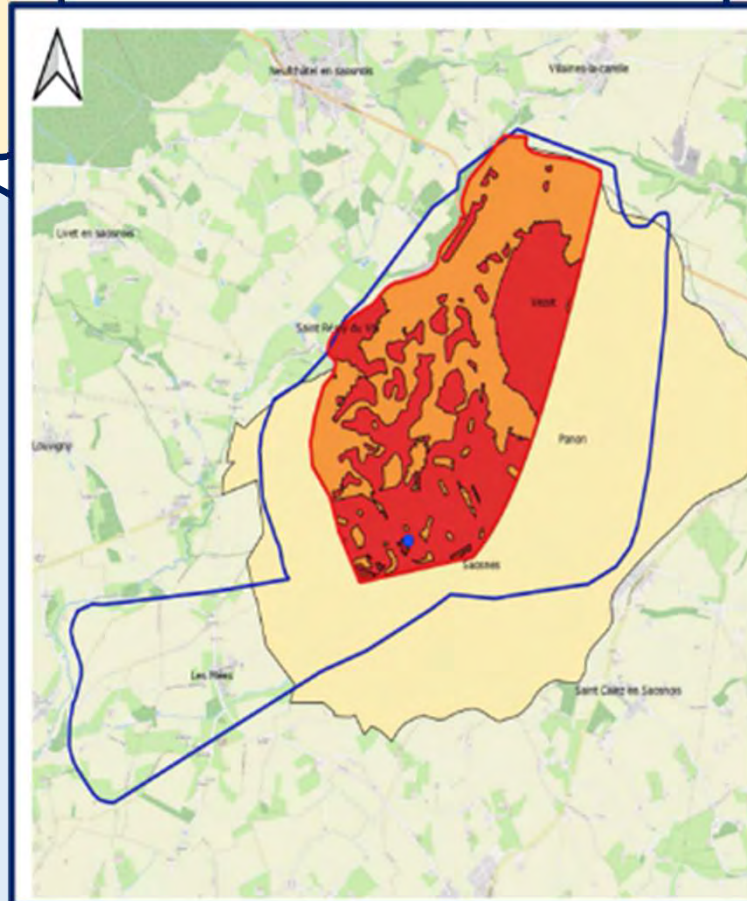 Neufchâtel en saosnois
Villaines-la-carelle
Livet en saosnois
Saint Rémy du Val
Vezot
Louvigny
Panon
Saosnes
Les Mées
Saint Calez en Saosnois